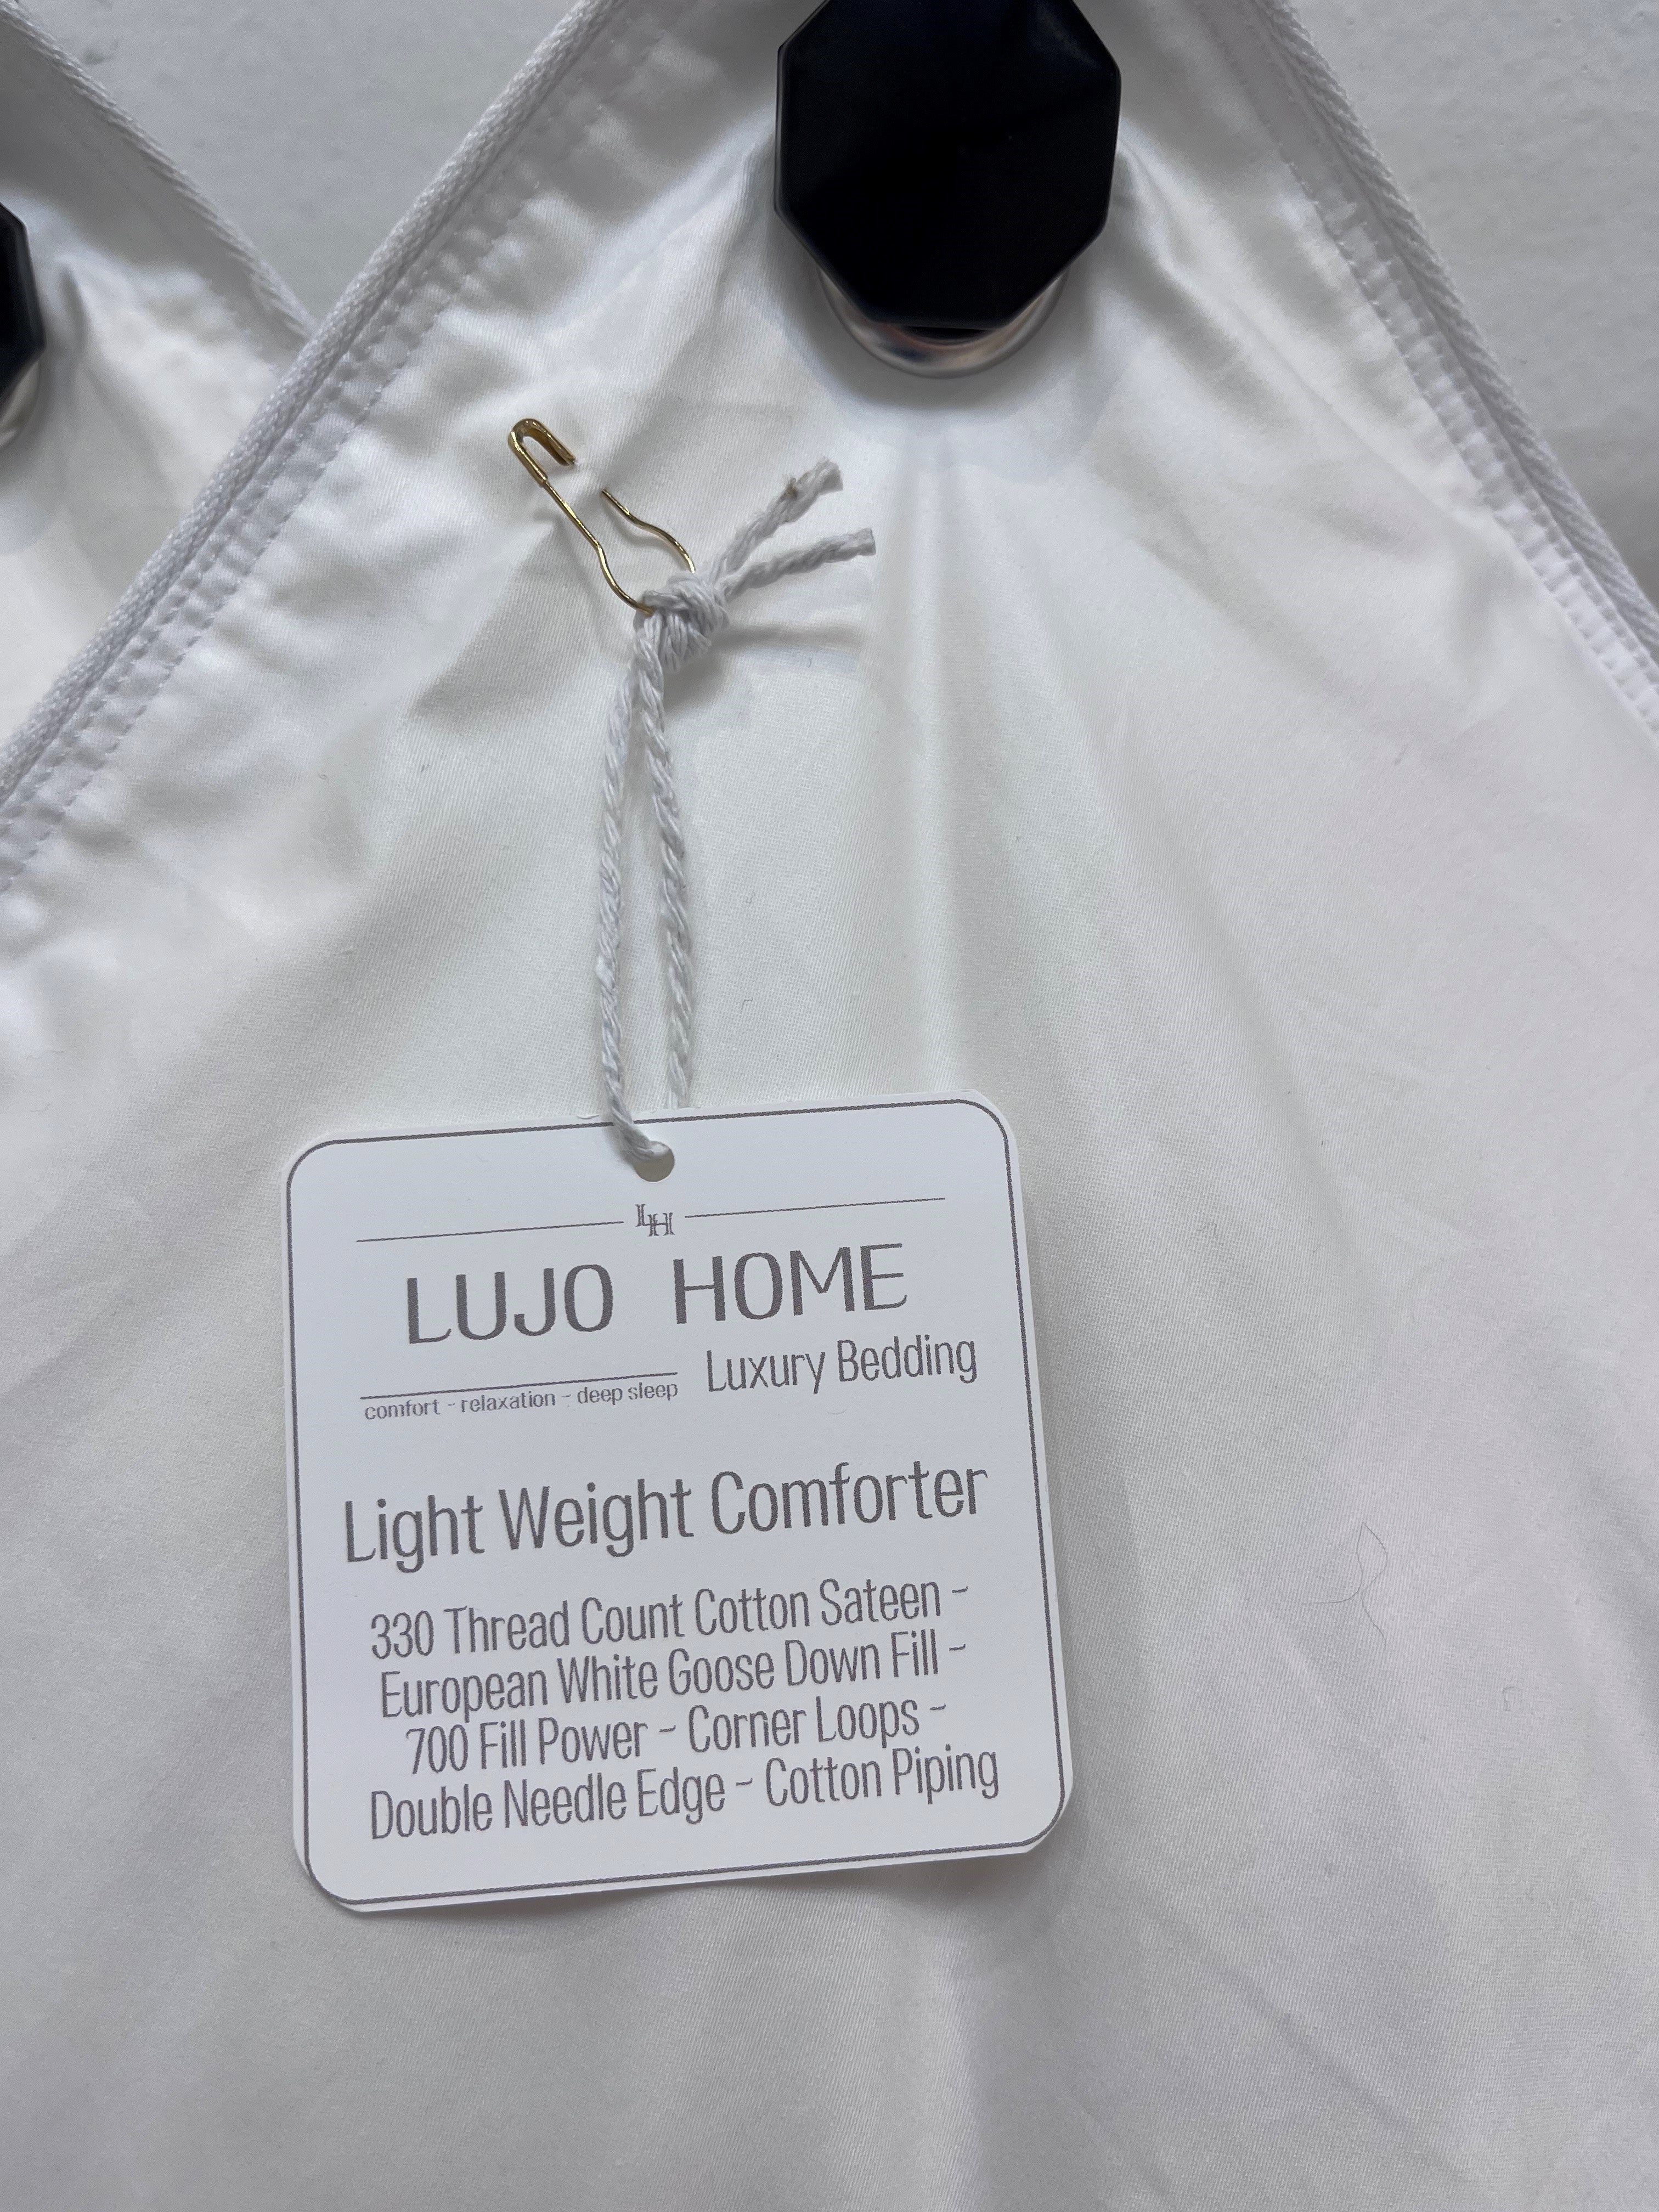 LH
LUJO HOME
Luxury Bedding
comfort - relaxation - deep sleep
Light Weight Comforter
330 Thread Count Cotton Sateen -
European White Goose Down Fill -
700 Fill Power - Corner Loops -
Double Needle Edge - Cotton Piping